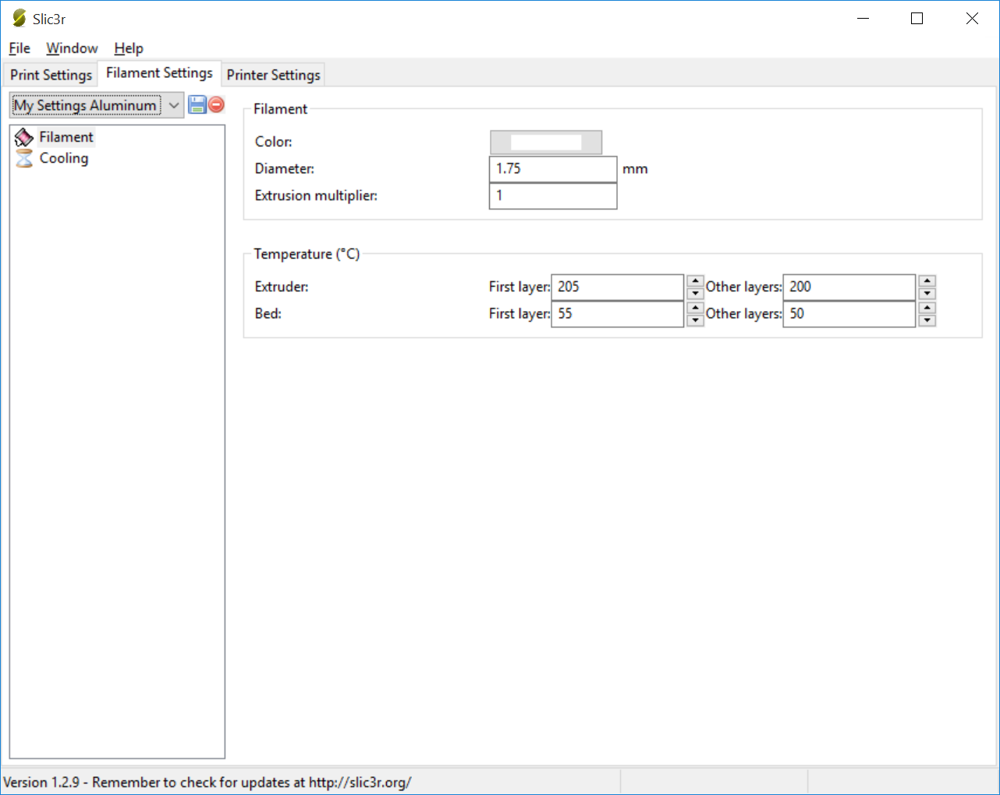 Slic3r
File Window Help
Print Settings Filament Settings Printer Settings
My Settings Aluminum
Filament
Cooling
Filament
Color:
Diameter: 1.75 mm
Extrusion multiplier: 1
Temperature (°C)
Extruder: First layer: 205 Other layers: 200
Bed: First layer: 55 Other layers: 50
Version 1.2.9 - Remember to check for updates at http://slic3r.org/